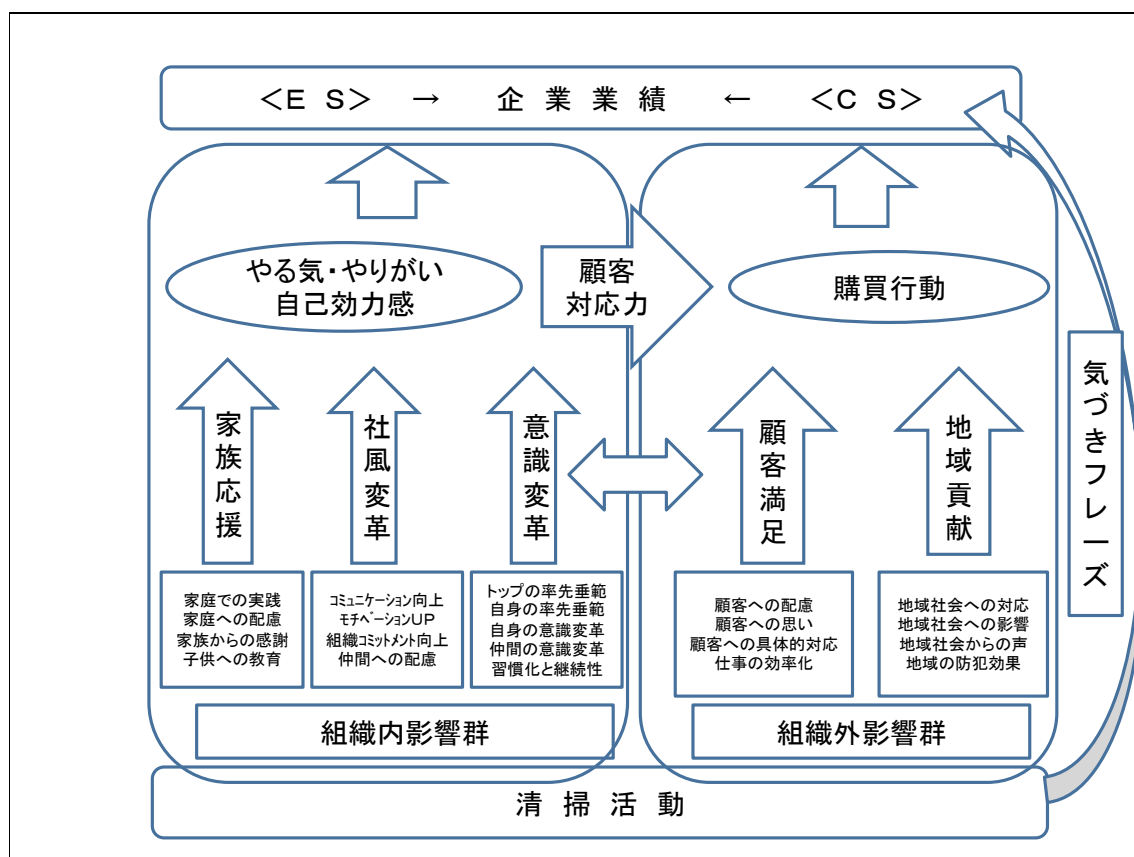 ＜ＥＳ＞ → 企業業績 ← ＜ＣＳ＞
やる気・やりがい
自己効力感
顧客
対応力
購買行動
家族応援
社風変革
意識変革
顧客満足
地域貢献
気づきフレーズ
家庭での実践
家庭への配慮
家族からの感謝
子供への教育
ｺﾐｭﾆｹｰｼｮﾝ向上
ﾓﾁﾍﾞｰｼｮﾝＵＰ
組織ｺﾐｯﾄﾒﾝﾄ向上
仲間への配慮
トップの率先垂範
自身の率先垂範
自身の意識変革
仲間の意識変革
習慣化と継続性
顧客への配慮
顧客への思い
顧客への具体的対応
仕事の効率化
地域社会への対応
地域社会への影響
地域社会からの声
地域の防犯効果
組織内影響群
組織外影響群
清掃活動